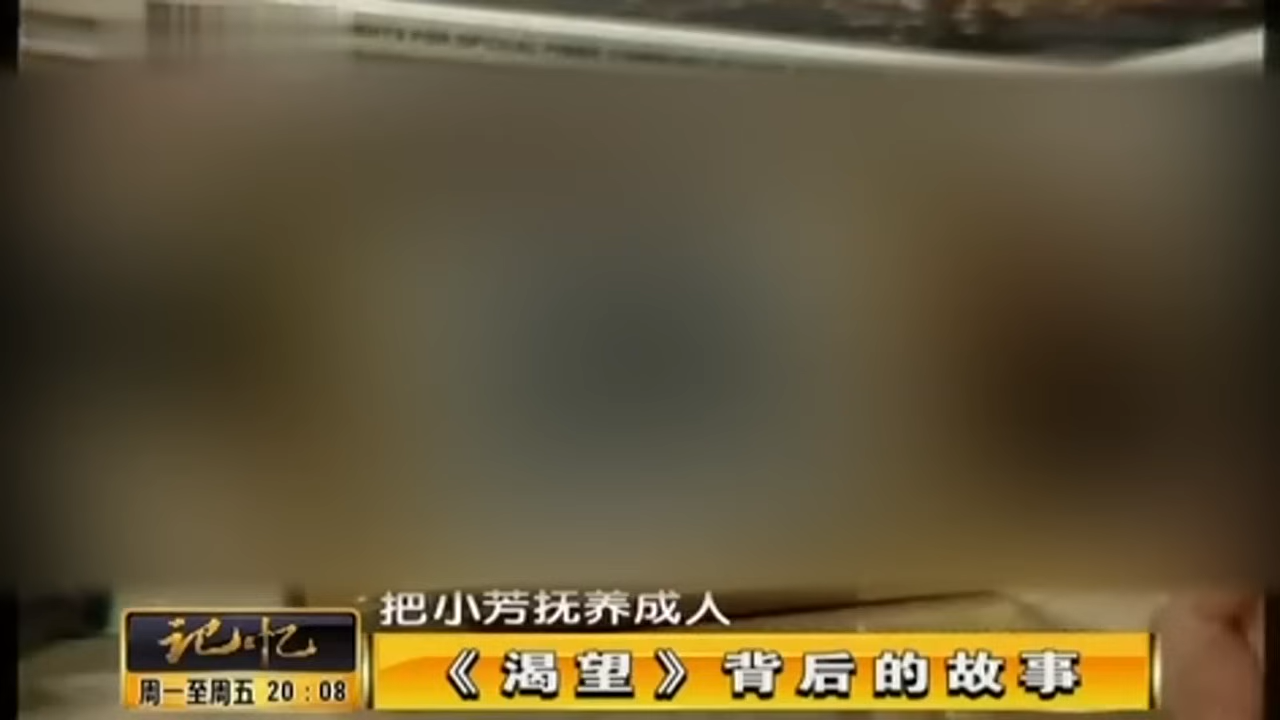 把小芳抚养成人
记忆
《渴望》背后的故事
周一至周五 20:08